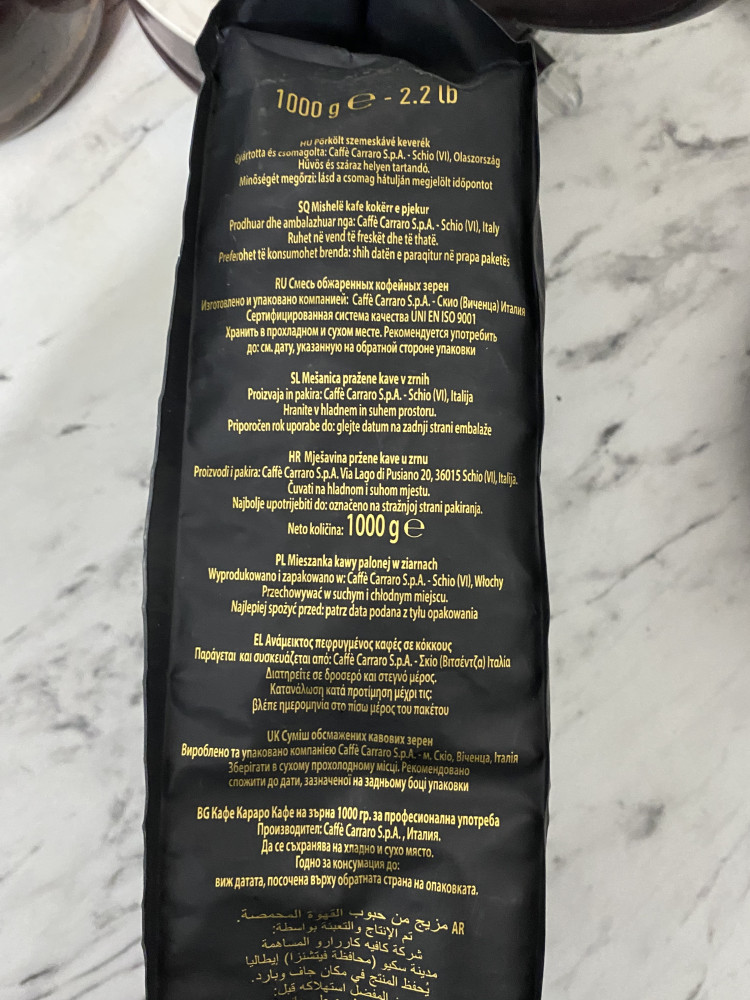 1000 g ℮ - 2.2 lb
HU Pörkölt szemeskávé keverék
Gyártotta és csomagolta: Caffè Carraro S.p.A. - Schio (VI), Olaszország
Hűvös és száraz helyen tartandó.
Minőségét megőrzi: lásd a csomag hátulján megjelölt időpontot
SQ Mishelë kafe kokërr e pjekur
Prodhuar dhe ambalazhuar nga: Caffè Carraro S.p.A. - Schio (VI), Italy
Ruhet në vend të freskët dhe të thatë.
Preferohet të konsumohet brenda: shih datën e paraqitur në prapa paketës
RU Смесь обжаренных кофейных зерен
Изготовлено и упаковано компанией: Caffè Carraro S.p.A. - Скио (Виченца) Италия
Сертифицированная система качества UNI EN ISO 9001
Хранить в прохладном и сухом месте. Рекомендуется употребить
до: см. дату, указанную на обратной стороне упаковки
SL Mešanica pražene kave v zrnih
Proizvaja in pakira: Caffè Carraro S.p.A. - Schio (VI), Italija
Hranite v hladnem in suhem prostoru.
Priporočen rok uporabe do: glejte datum na zadnji strani embalaže
HR Mješavina pržene kave u zrnu
Proizvodi i pakira: Caffè Carraro S.p.A. Via Lago di Pusiano 20, 36015 Schio (VI), Italija.
Čuvati na hladnom i suhom mjestu.
Najbolje upotrijebiti do: označeno na stražnjoj strani pakiranja.
Neto količina: 1000 g ℮
PL Mieszanka kawy palonej w ziarnach
Wyprodukowano i zapakowano w: Caffè Carraro S.p.A. - Schio (VI), Włochy
Przechowywać w suchym i chłodnym miejscu.
Najlepiej spożyć przed: patrz data podana z tyłu opakowania
EL Ανάμεικτος πεφρυγμένος καφές σε κόκκους
Παράγεται και συσκευάζεται από: Caffè Carraro S.p.A. - Σκίο (Βιτσέντζα) Ιταλία
Διατηρείτε σε δροσερό και στεγνό μέρος.
Κατανάλωση κατά προτίμηση μέχρι τις:
βλέπε ημερομηνία στο πίσω μέρος του πακέτου
UK Суміш обсмажених кавових зерен
Вироблено та упаковано компанією Caffè Carraro S.p.A. - м. Скіо, Віченца, Італія
Зберігати в сухому прохолодному місці. Рекомендовано
спожити до дати, зазначеної на задньому боці упаковки
BG Кафе Караро Кафе на зърна 1000 гр. за професионална употреба
Производител: Caffè Carraro S.p.A. , Италия.
Да се съхранява на хладно и сухо място.
Годно за консумация до:
виж датата, посочена върху обратната страна на опаковката.
AR مزيج من حبوب القهوة المحمصة.
تم الإنتاج والتعبئة بواسطة:
شركة كافيه كارارو المساهمة
مدينة سكيو (محافظة فيتشنزا) إيطاليا
يُحفظ المنتج في مكان جاف وبارد.
المفضل استهلاكه قبل: